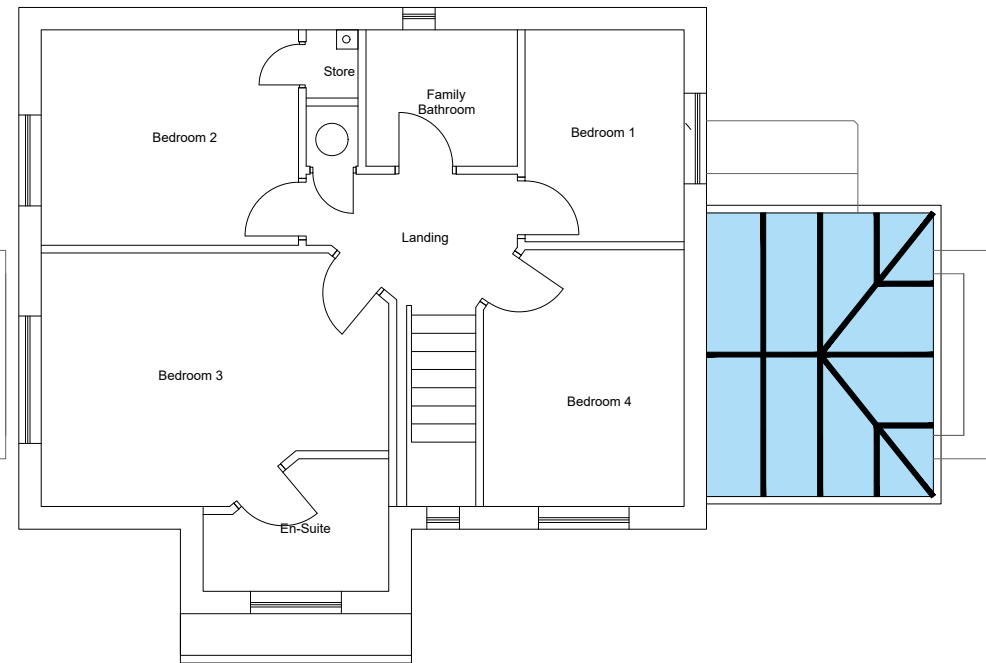 Store
Family
Bathroom
Bedroom 2
Bedroom 1
Landing
Bedroom 3
Bedroom 4
En-Suite